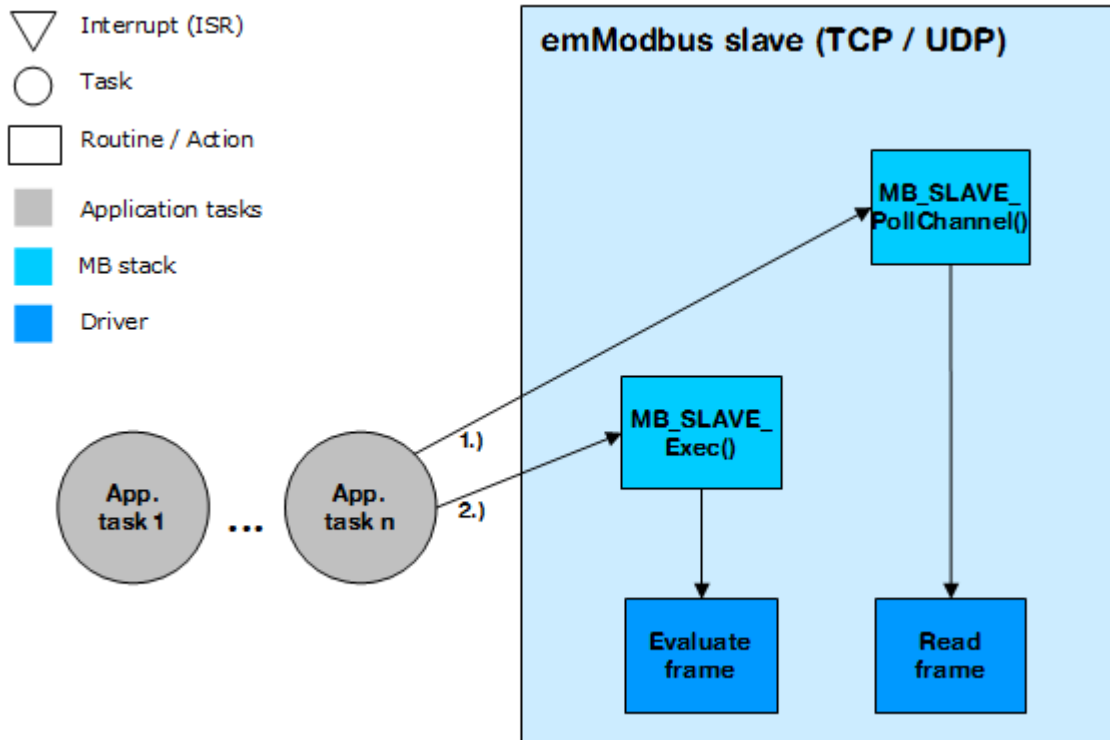 Interrupt (ISR)
Task
Routine / Action
Application tasks
MB stack
Driver
emModbus slave (TCP / UDP)
MB_SLAVE_
PollChannel()
MB_SLAVE_
Exec()
1.)
2.)
App.
task 1
...
App.
task n
Evaluate
frame
Read
frame